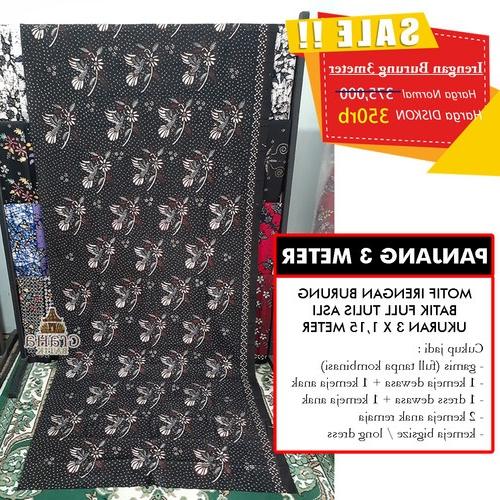 SALE !!
Irengan Burung 3meter
Harga Normal 375,000
Harga DISKON 350rb
PANJANG 3 METER
MOTIF IRENGAN BURUNG
BATIK FULL TULIS ASLI
UKURAN 3 X 1,15 METER
Cukup jadi :
- gamis (full tanpa kombinasi)
- 1 kemeja dewasa + 1 kemeja anak
- 1 dress dewasa + 1 kemeja anak
- 2 kemeja anak remaja
- kemeja bigsize / long dress
Graha
BATIK